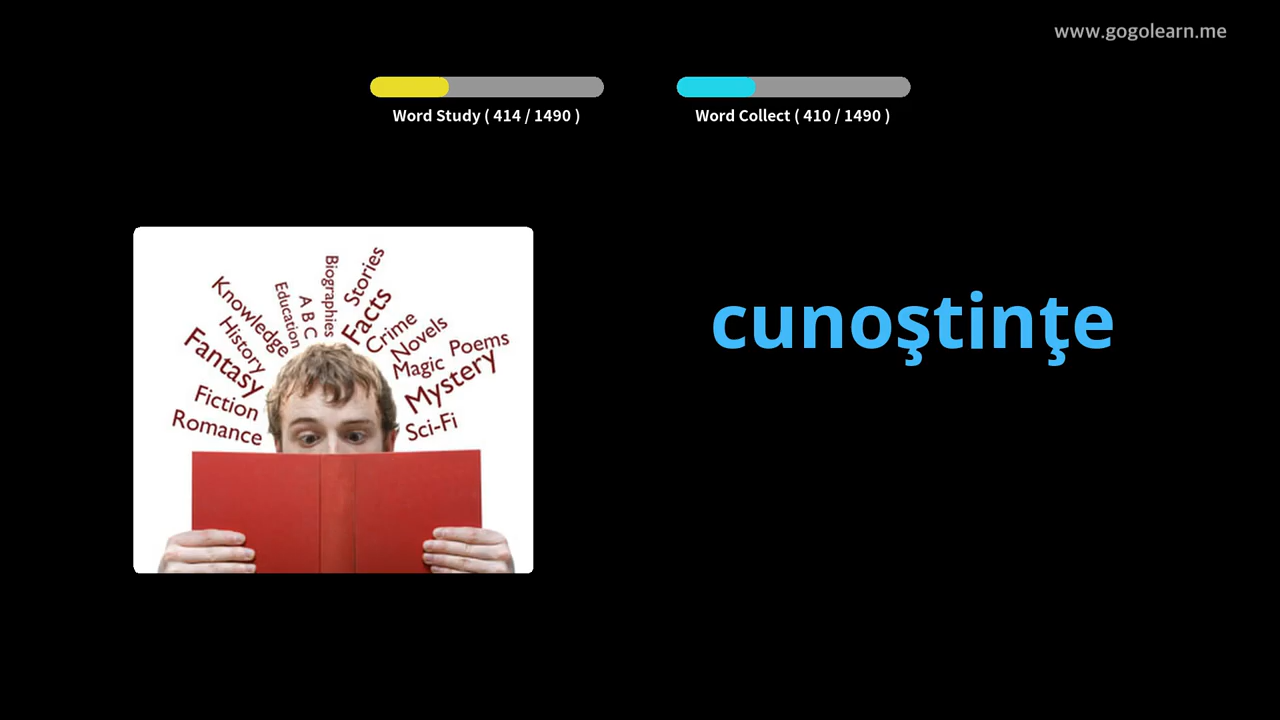 www.gogolearn.me
Word Study ( 414 / 1490 )
Word Collect ( 410 / 1490 )
Biographies
Stories
Education
A B C
Facts
Knowledge
Crime
History
Novels
Fantasy
Magic
Poems
Mystery
Fiction
Romance
Sci-Fi
cunoştinţe